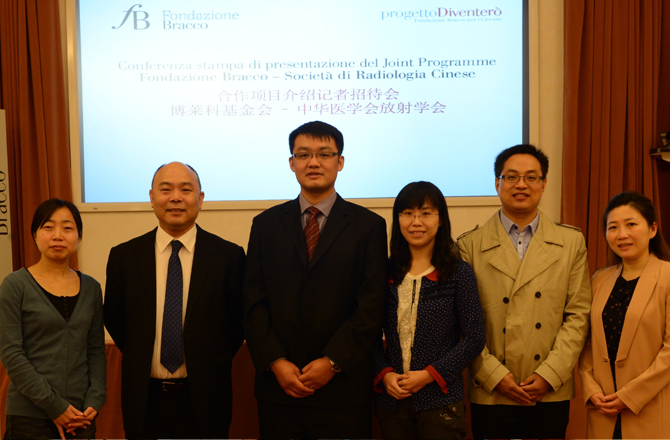 fB Fondazione
Bracco
progettoDiventerò
Conferenza stampa di presentazione del Joint Programme
Fondazione Bracco – Società di Radiologia Cinese
合作项目介绍记者招待会
博莱科基金会 - 中华医学会放射学会
Bracco